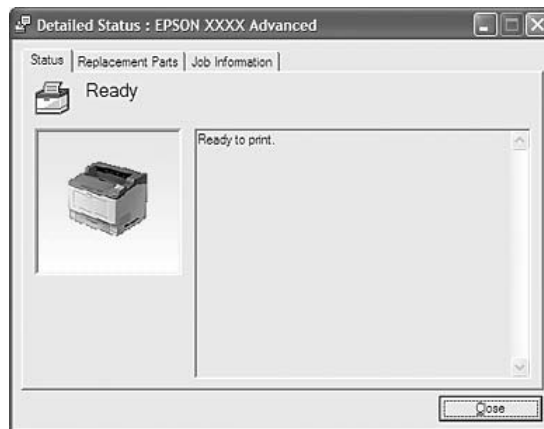 Detailed Status : EPSON XXXX Advanced
Status Replacement Parts Job Information
Ready
Ready to print.
Close